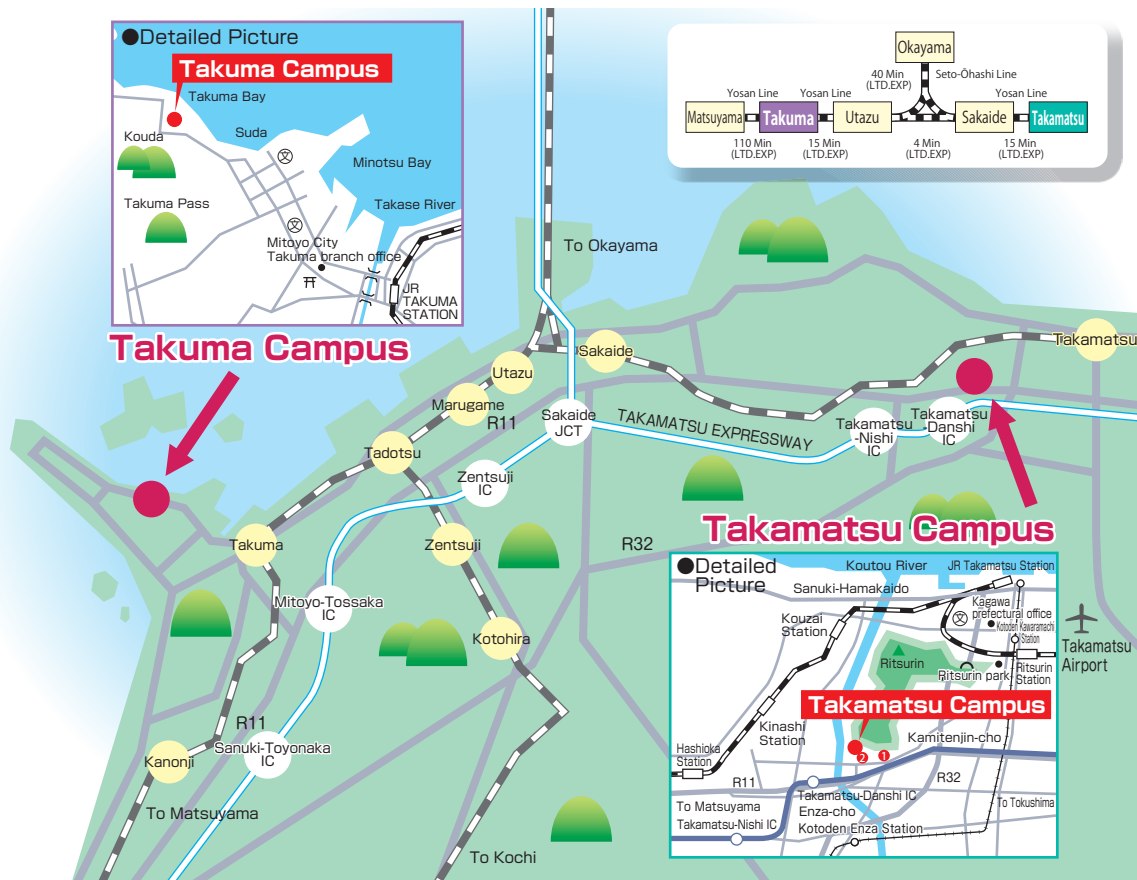 ●Detailed Picture
Takuma Campus
Takuma Bay
Suda
Kouda
文
Minotsu Bay
Takuma Pass
Takase River
文
Mitoyo City
Takuma branch office
JR
TAKUMA
STATION
Takuma Campus
Okayama
40 Min
(LTD.EXP)
Seto-Ōhashi Line
Yosan Line
Yosan Line
Yosan Line
Matsuyama
Takuma
Utazu
Sakaide
Takamatsu
110 Min
(LTD.EXP)
15 Min
(LTD.EXP)
4 Min
(LTD.EXP)
15 Min
(LTD.EXP)
To Okayama
Takamatsu
Sakaide
Utazu
Marugame
R11
Sakaide
JCT
TAKAMATSU EXPRESSWAY
Takamatsu
-Nishi
IC
Takamatsu
-Danshi
IC
Tadotsu
Zentsuji
IC
Takuma
Zentsuji
R32
Takamatsu Campus
Mitoyo-Tossaka
IC
Kotohira
R11
Sanuki-Toyonaka
IC
Kanonji
To Matsuyama
To Kochi
Takamatsu
Airport
●Detailed
Picture
Koutou River
JR Takamatsu Station
Sanuki-Hamakaido
Kouzai
Station
Kagawa
prefectural office
文
Kotoden Kawaramachi
Station
Ritsurin
Ritsurin park
Ritsurin
Station
Takamatsu Campus
Kinashi
Station
Kamitenjin-cho
Hashioka
Station
2
1
R11
R32
Takamatsu-Danshi IC
To Matsuyama
Enza-cho
To Tokushima
Takamatsu-Nishi IC
Kotoden Enza Station